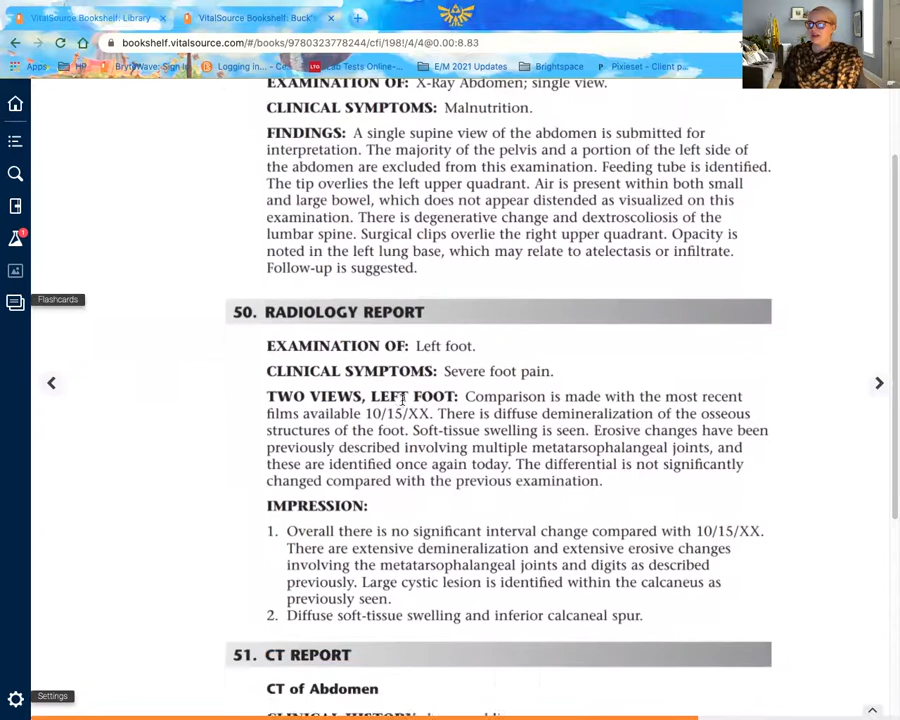 VitalSource Bookshelf: Library
VitalSource Bookshelf: Buck's
bookshelf.vitalsource.com/#/books/9780323778244/cfi/198!/4/4@0.00:8.83
Apps
HP
BrytWave: Sign In
Logging in... - Ce
LTO
Lab Tests Online-...
E/M 2021 Updates
Brightspace
P
Pixieset - Client p...
1
Flashcards
Settings
EXAMINATION OF: X-Ray Abdomen; single view.
CLINICAL SYMPTOMS: Malnutrition.
FINDINGS: A single supine view of the abdomen is submitted for
interpretation. The majority of the pelvis and a portion of the left side of
the abdomen are excluded from this examination. Feeding tube is identified.
The tip overlies the left upper quadrant. Air is present within both small
and large bowel, which does not appear distended as visualized on this
examination. There is degenerative change and dextroscoliosis of the
lumbar spine. Surgical clips overlie the right upper quadrant. Opacity is
noted in the left lung base, which may relate to atelectasis or infiltrate.
Follow-up is suggested.
50. RADIOLOGY REPORT
EXAMINATION OF: Left foot.
CLINICAL SYMPTOMS: Severe foot pain.
TWO VIEWS, LEFT FOOT: Comparison is made with the most recent
films available 10/15/XX. There is diffuse demineralization of the osseous
structures of the foot. Soft-tissue swelling is seen. Erosive changes have been
previously described involving multiple metatarsophalangeal joints, and
these are identified once again today. The differential is not significantly
changed compared with the previous examination.
IMPRESSION:
1. Overall there is no significant interval change compared with 10/15/XX.
There are extensive demineralization and extensive erosive changes
involving the metatarsophalangeal joints and digits as described
previously. Large cystic lesion is identified within the calcaneus as
previously seen.
2. Diffuse soft-tissue swelling and inferior calcaneal spur.
51. CT REPORT
CT of Abdomen